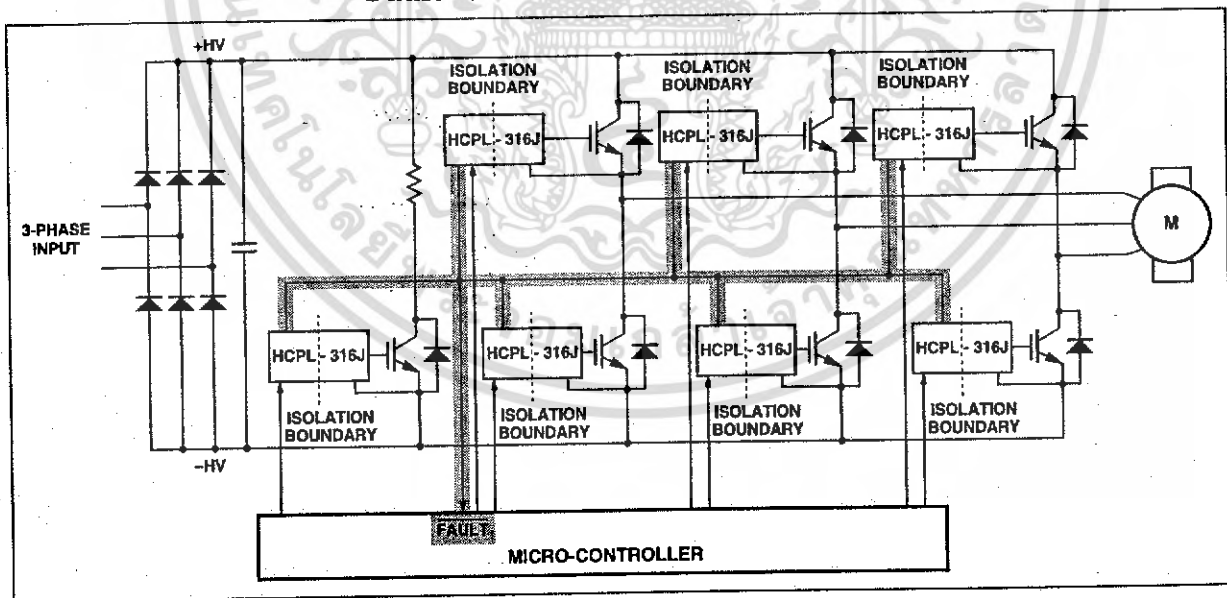 +HV
ISOLATION
BOUNDARY
ISOLATION
BOUNDARY
ISOLATION
BOUNDARY
HCPL - 316J
HCPL - 316J
HCPL - 316J
3-PHASE
INPUT
M
HCPL - 316J
HCPL - 316J
HCPL - 316J
HCPL - 316J
ISOLATION
BOUNDARY
ISOLATION
BOUNDARY
ISOLATION
BOUNDARY
ISOLATION
BOUNDARY
–HV
FAULT
MICRO-CONTROLLER